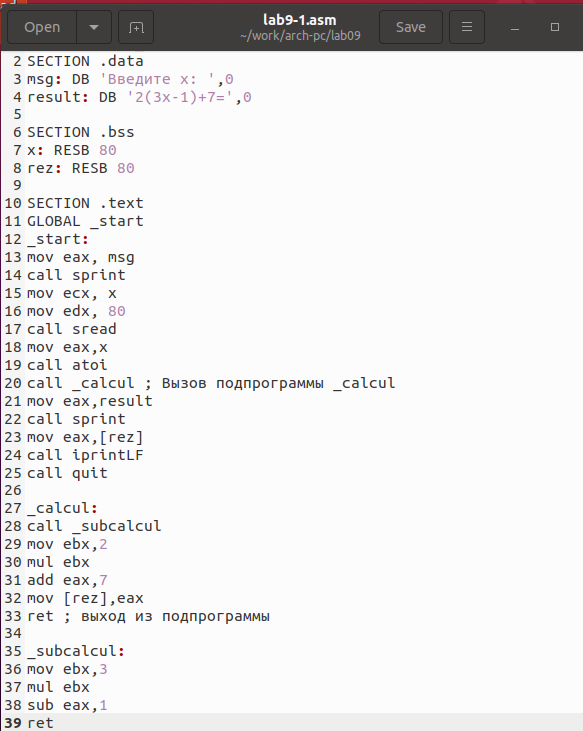 Open
lab9-1.asm
~/work/arch-pc/lab09
Save
2 SECTION .data
3 msg: DB 'Введите x: ',0
4 result: DB '2(3x-1)+7=',0
5
6 SECTION .bss
7 x: RESB 80
8 rez: RESB 80
9
10 SECTION .text
11 GLOBAL _start
12 _start:
13 mov eax, msg
14 call sprint
15 mov ecx, x
16 mov edx, 80
17 call sread
18 mov eax,x
19 call atoi
20 call _calcul ; Вызов подпрограммы _calcul
21 mov eax,result
22 call sprint
23 mov eax,[rez]
24 call iprintLF
25 call quit
26
27 _calcul:
28 call _subcalcul
29 mov ebx,2
30 mul ebx
31 add eax,7
32 mov [rez],eax
33 ret ; выход из подпрограммы
34
35 _subcalcul:
36 mov ebx,3
37 mul ebx
38 sub eax,1
39 ret